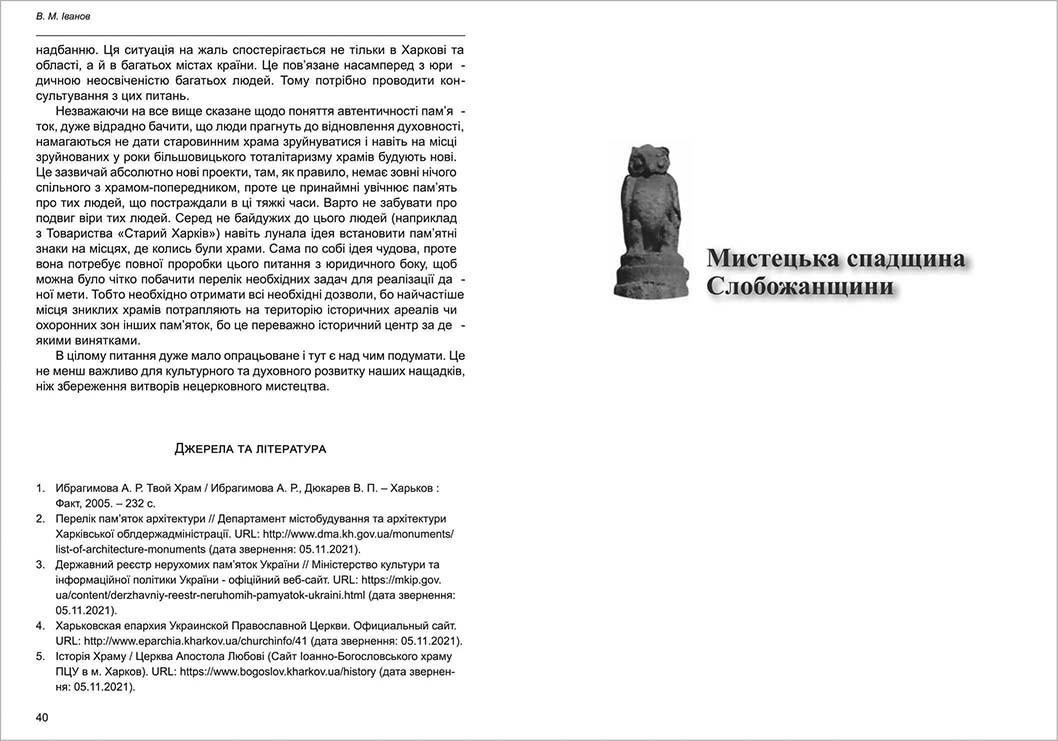 В. М. Іванов
надбанню. Ця ситуація на жаль спостерігається не тільки в Харкові та
області, а й в багатьох містах країни. Це пов’язане насамперед з юри -
дичною неосвіченістю багатьох людей. Тому потрібно проводити кон-
сультування з цих питань.
Незважаючи на все вище сказане щодо поняття автентичності пам’я -
ток, дуже відрадно бачити, що люди прагнуть до відновлення духовності,
намагаються не дати старовинним храма зруйнуватися і навіть на місці
зруйнованих у роки більшовицького тоталітаризму храмів будують нові.
Це зазвичай абсолютно нові проекти, там, як правило, немає зовні нічого
спільного з храмом-попередником, проте це принаймні увічнює пам’ять
про тих людей, що постраждали в ці тяжкі часи. Варто не забувати про
подвиг віри тих людей. Серед не байдужих до цього людей (наприклад
з Товариства «Старий Харків») навіть лунала ідея встановити пам’ятні
знаки на місцях, де колись були храми. Сама по собі ідея чудова, проте
вона потребує повної проробки цього питання з юридичного боку, щоб
можна було чітко побачити перелік необхідних задач для реалізації да -
ної мети. Тобто необхідно отримати всі необхідні дозволи, бо найчастіше
місця зниклих храмів потрапляють на територію історичних ареалів чи
охоронних зон інших пам’яток, бо це переважно історичний центр за де -
якими винятками.
В цілому питання дуже мало опрацьоване і тут є над чим подумати. Це
не менш важливо для культурного та духовного розвитку наших нащадків,
ніж збереження витворів нецерковного мистецтва.
Джерела та література
1. Ибрагимова А. Р. Твой Храм / Ибрагимова А. Р., Дюкарев В. П. – Харьков :
Факт, 2005. – 232 с.
2. Перелік пам’яток архітектури // Департамент містобудування та архітектури
Харківської облдержадміністрації. URL: http://www.dma.kh.gov.ua/monuments/
list-of-architecture-monuments (дата звернення: 05.11.2021).
3. Державний реєстр нерухомих пам’яток України // Міністерство культури та
інформаційної політики України - офіційний веб-сайт. URL: https://mkip.gov.
ua/content/derzhavniy-reestr-neruhomih-pamyatok-ukraini.html (дата звернення:
05.11.2021).
4. Харьковская епархия Украинской Православной Церкви. Официальный сайт.
URL: http://www.eparchia.kharkov.ua/churchinfo/41 (дата звернення: 05.11.2021).
5. Історія Храму / Церква Апостола Любові (Сайт Іоанно-Богословського храму
ПЦУ в м. Харков). URL: https://www.bogoslov.kharkov.ua/history (дата звернен-
ня: 05.11.2021).
40
Мистецька спадщина
Слобожанщини